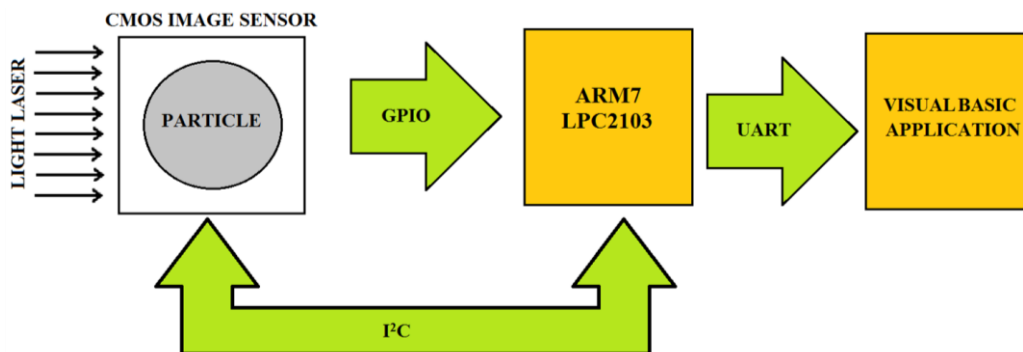 CMOS IMAGE SENSOR
LIGHT LASER
PARTICLE
GPIO
ARM7
LPC2103
UART
VISUAL BASIC
APPLICATION
I²C